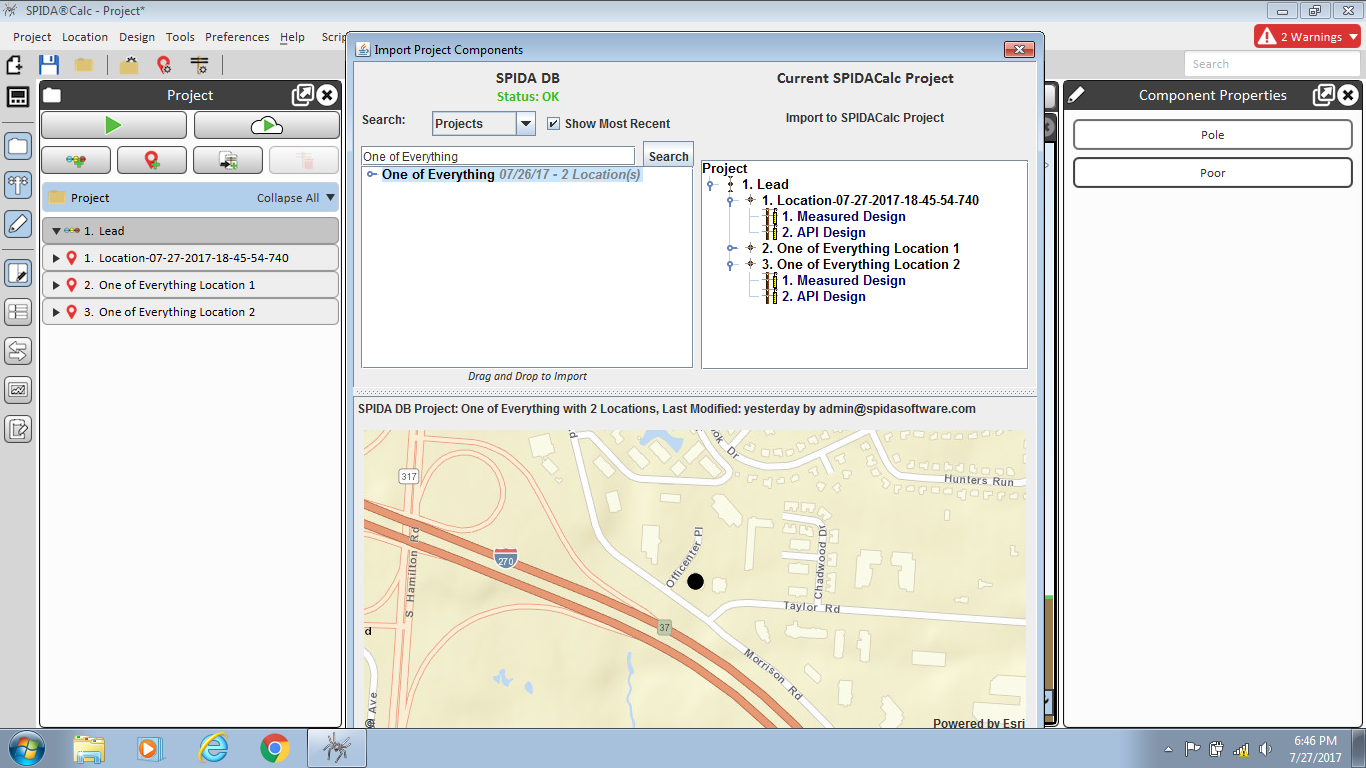 SPIDA®Calc - Project*
Project Location Design Tools Preferences Help Scrip
2 Warnings
Search
Project
Project
Collapse All
1. Lead
1. Location-07-27-2017-18-45-54-740
2. One of Everything Location 1
3. One of Everything Location 2
Import Project Components
SPIDA DB
Status: OK
Search:
Projects
Show Most Recent
One of Everything
Search
One of Everything 07/26/17 - 2 Location(s)
Drag and Drop to Import
Current SPIDACalc Project
Import to SPIDACalc Project
Project
1. Lead
1. Location-07-27-2017-18-45-54-740
1. Measured Design
2. API Design
2. One of Everything Location 1
3. One of Everything Location 2
1. Measured Design
2. API Design
SPIDA DB Project: One of Everything with 2 Locations, Last Modified: yesterday by admin@spidasoftware.com
317
S Hamilton Rd
270
Officenter Pl
ok Dr
Hunters Run
Chadwood Dr
Taylor Rd
37
Morrison Rd
d
Rd
Ave
Powered by Esri
Component Properties
Pole
Poor
6:46 PM
7/27/2017